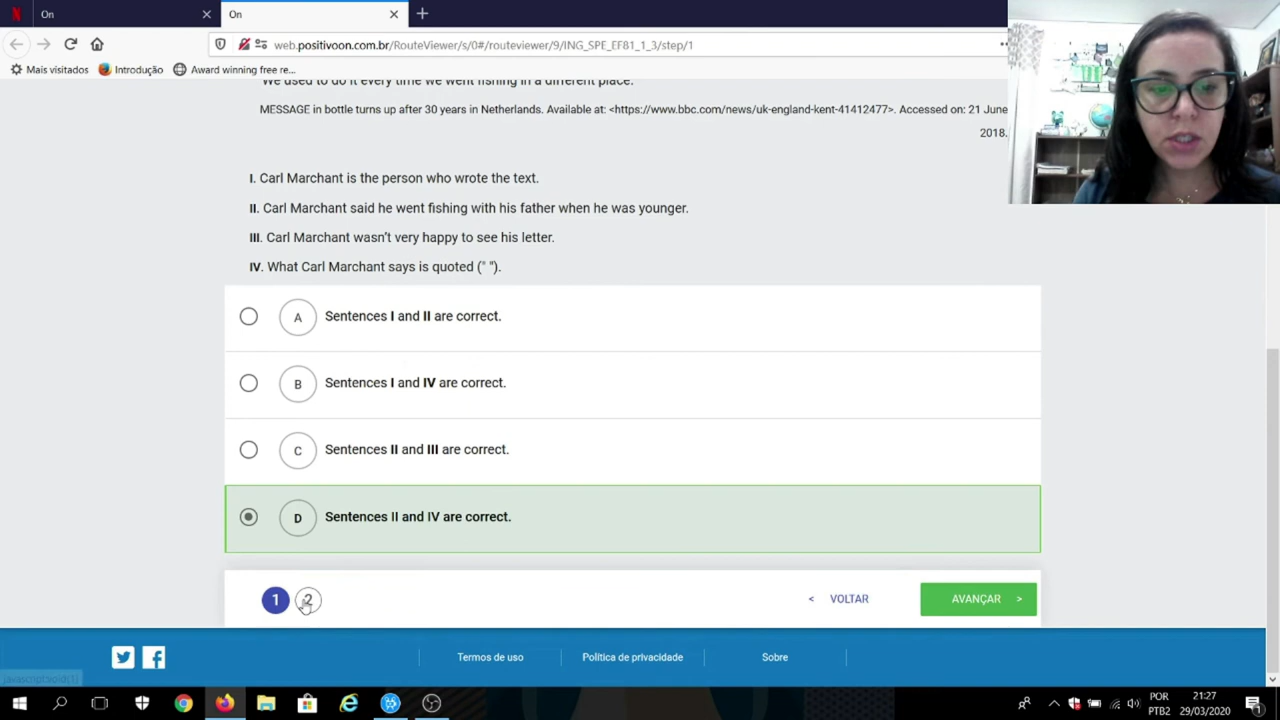 On
On
web.positivoon.com.br/RouteViewer/s/0#/routeviewer/9/ING_SPE_EF81_1_3/step/1
Mais visitados
Introdução
Award winning free re...
We used to do it every time we went fishing in a different place.
MESSAGE in bottle turns up after 30 years in Netherlands. Available at: <https://www.bbc.com/news/uk-england-kent-41412477>. Accessed on: 21 June
2018.
I. Carl Marchant is the person who wrote the text.
II. Carl Marchant said he went fishing with his father when he was younger.
III. Carl Marchant wasn't very happy to see his letter.
IV. What Carl Marchant says is quoted (" ").
A Sentences I and II are correct.
B Sentences I and IV are correct.
C Sentences II and III are correct.
D Sentences II and IV are correct.
1 2 < VOLTAR AVANÇAR >
Termos de uso Política de privacidade Sobre
javascript:void(1)
POR 21:27
PTB2 29/03/2020